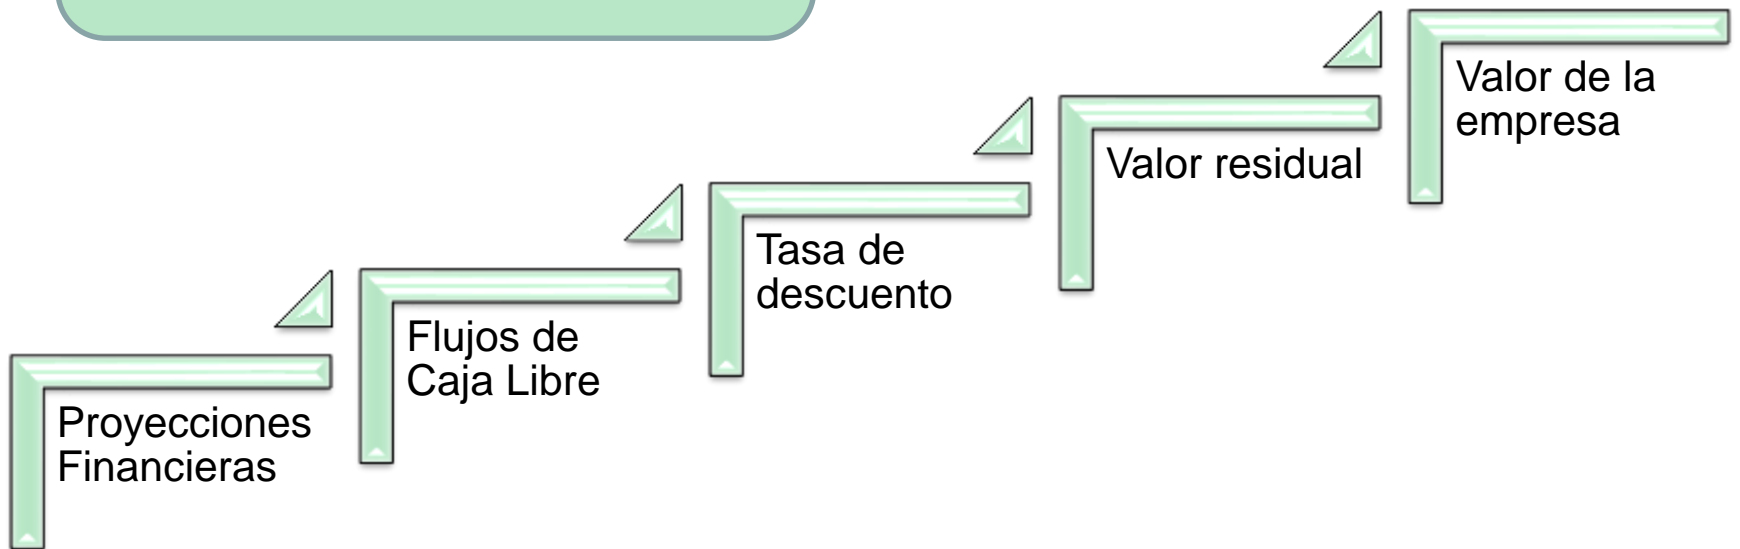 Proyecciones
Financieras
Flujos de
Caja Libre
Tasa de
descuento
Valor residual
Valor de la
empresa